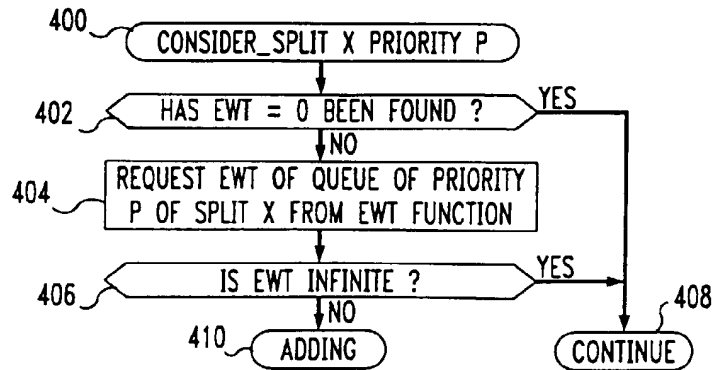 400
CONSIDER_SPLIT X PRIORITY P
402
HAS EWT = 0 BEEN FOUND ?
YES
NO
404
REQUEST EWT OF QUEUE OF PRIORITY
P OF SPLIT X FROM EWT FUNCTION
406
IS EWT INFINITE ?
YES
NO
408
410
ADDING
CONTINUE